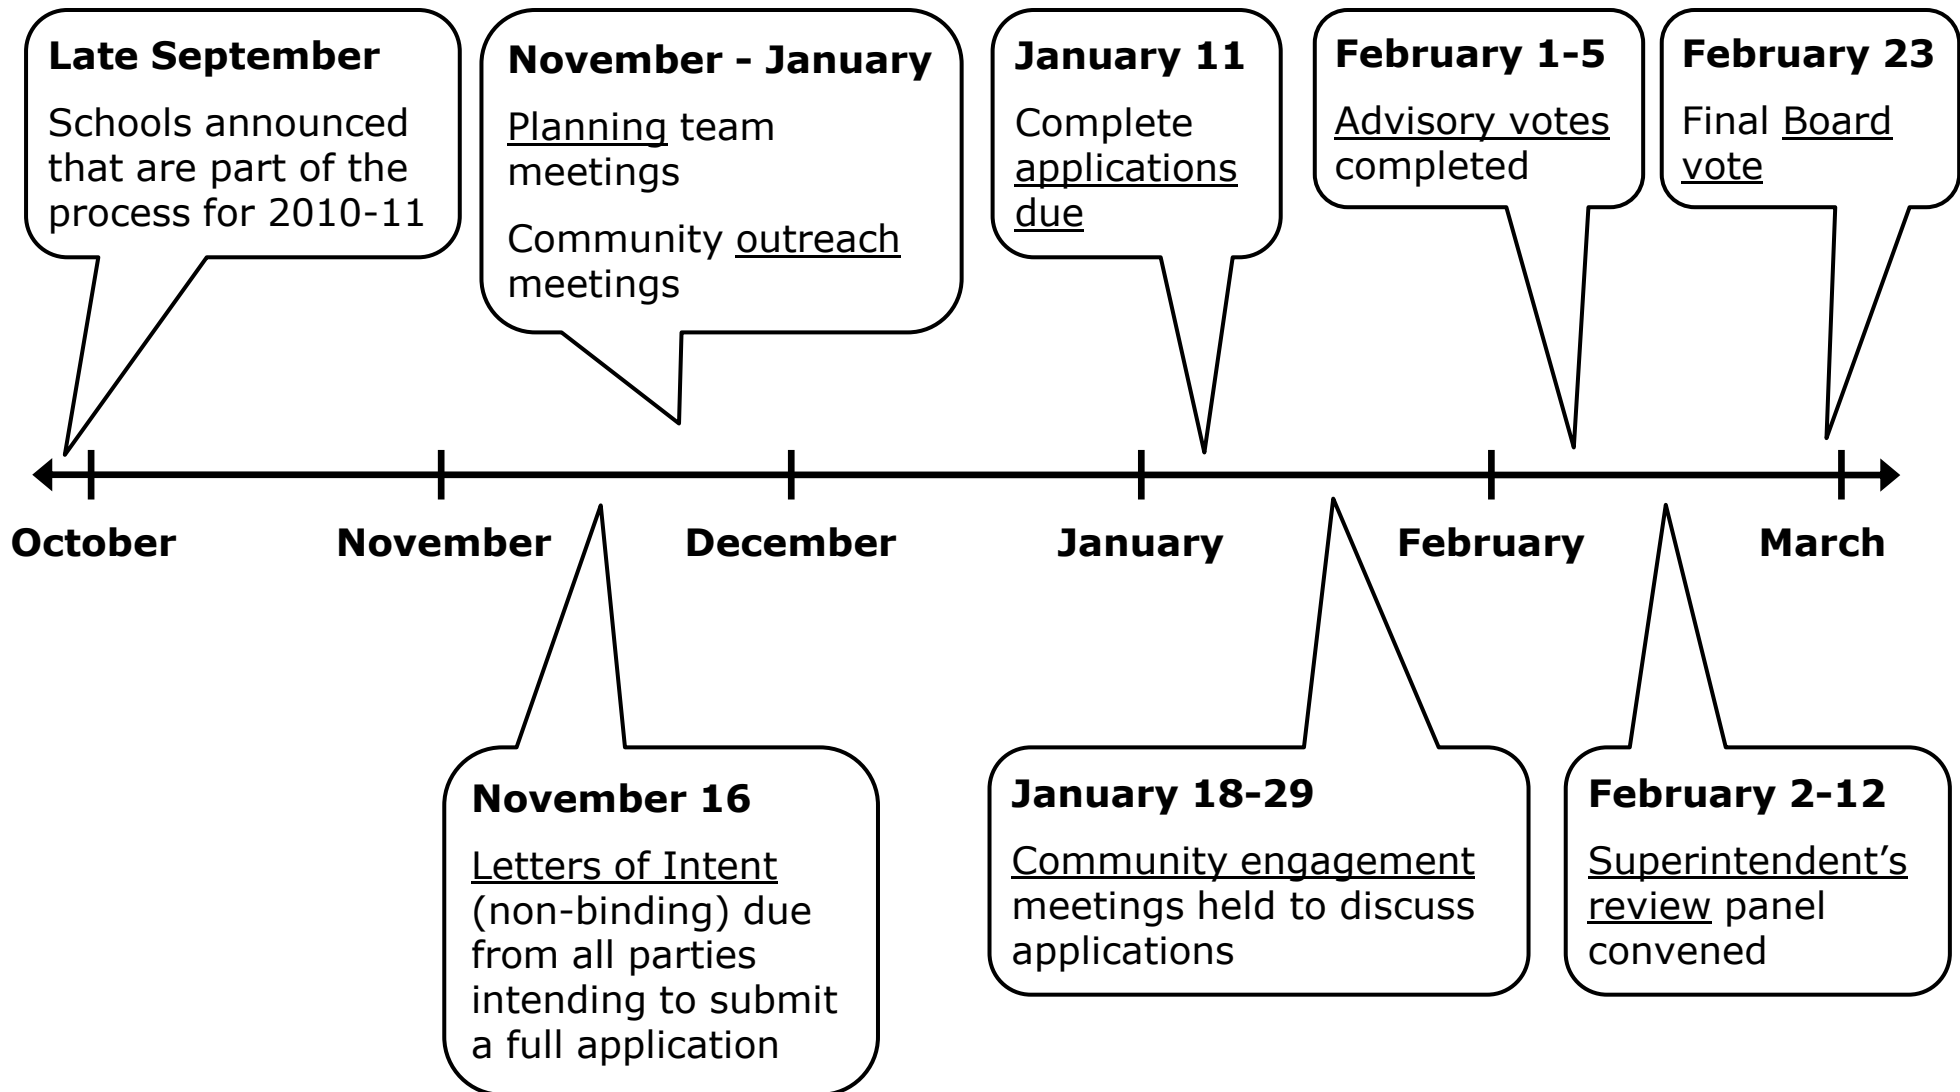 Late September
Schools announced
that are part of the
process for 2010-11
November - January
Planning team
meetings
Community outreach
meetings
January 11
Complete
applications
due
February 1-5
Advisory votes
completed
February 23
Final Board
vote
October
November
December
January
February
March
November 16
Letters of Intent
(non-binding) due
from all parties
intending to submit
a full application
January 18-29
Community engagement
meetings held to discuss
applications
February 2-12
Superintendent’s
review panel
convened